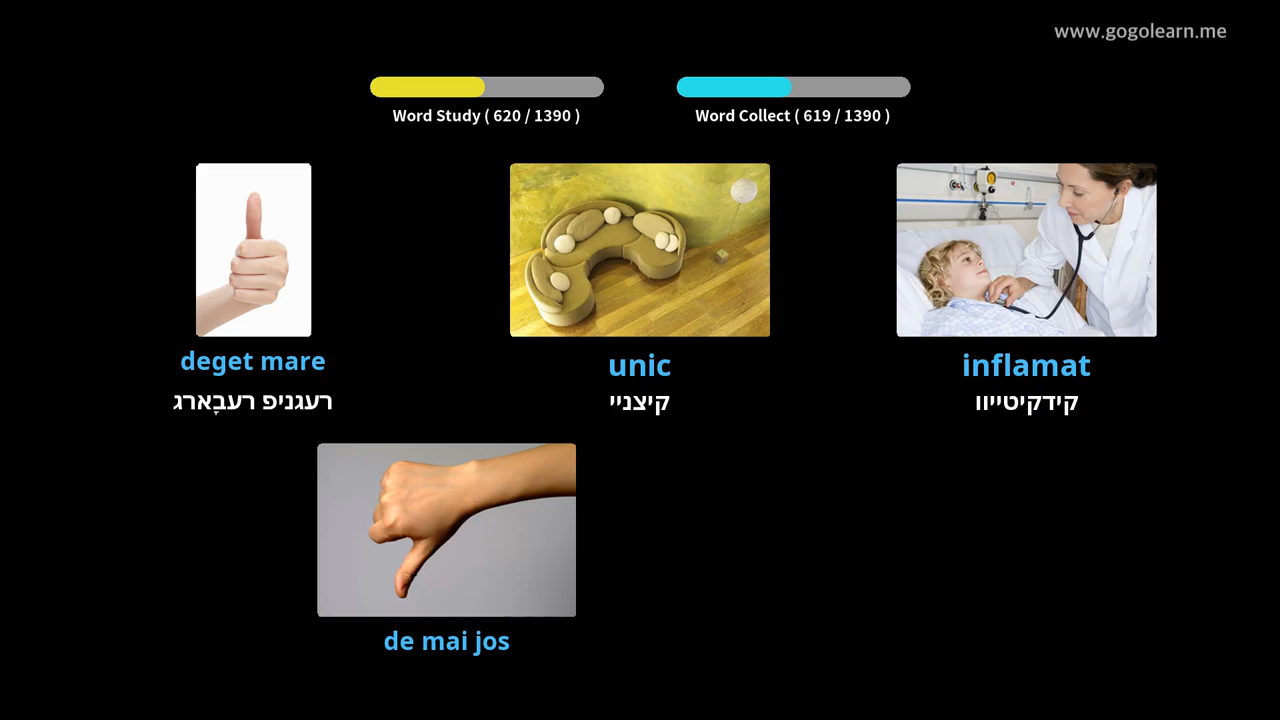 www.gogolearn.me
Word Study ( 620 / 1390 )
Word Collect ( 619 / 1390 )
deget mare
רעגניפ רעבָארג
unic
קיצניי
inflamat
קידקיטייוו
de mai jos